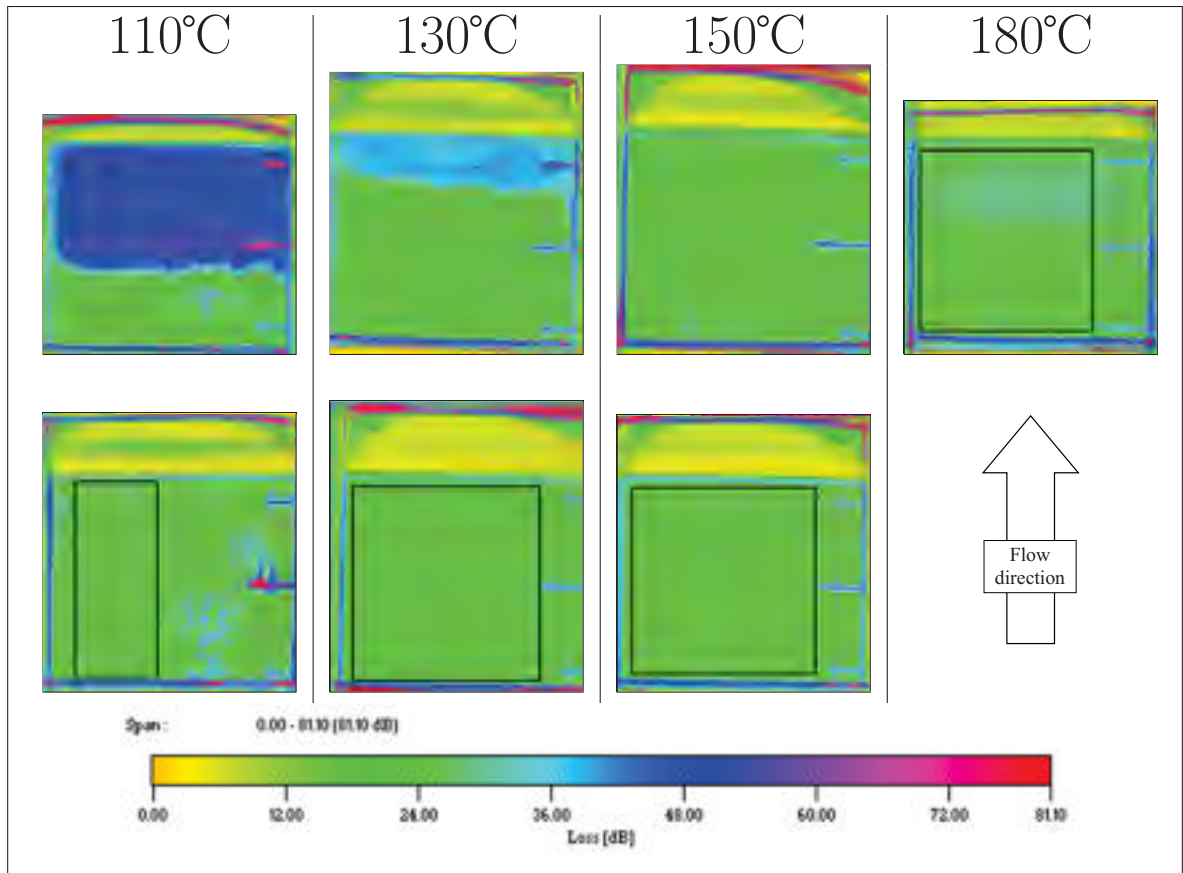 110℃ 130℃ 150℃ 180℃
Flow
direction
Span : 0.00 - 81.10 (81.10 dB)
0.00 12.00 24.00 36.00 48.00 60.00 72.00 81.10
Loss [dB]